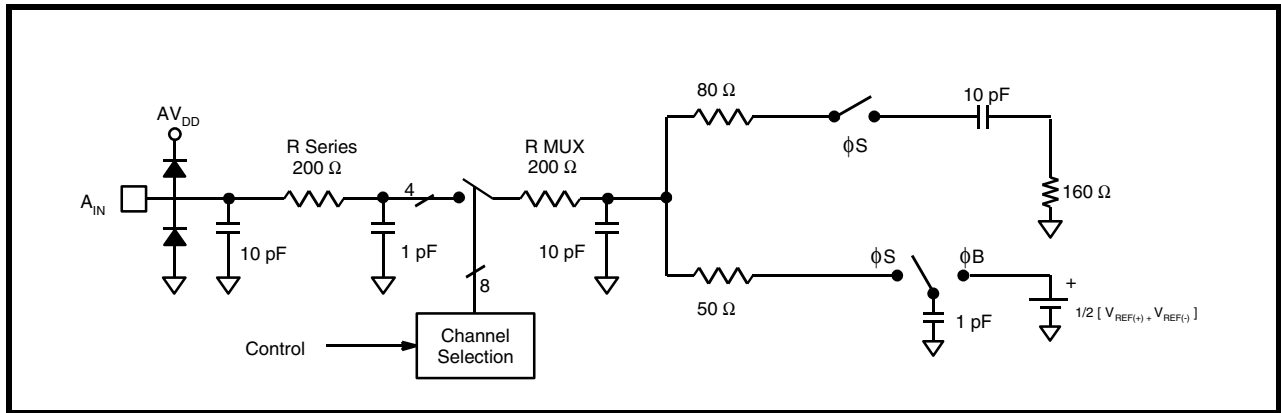 AVDD
AIN
10 pF
R Series
200 Ω
1 pF
4
8
Control
Channel
Selection
R MUX
200 Ω
10 pF
80 Ω
ϕS
10 pF
160 Ω
50 Ω
ϕS
ϕB
1 pF
+
1/2 [ VREF(+) + VREF(-) ]